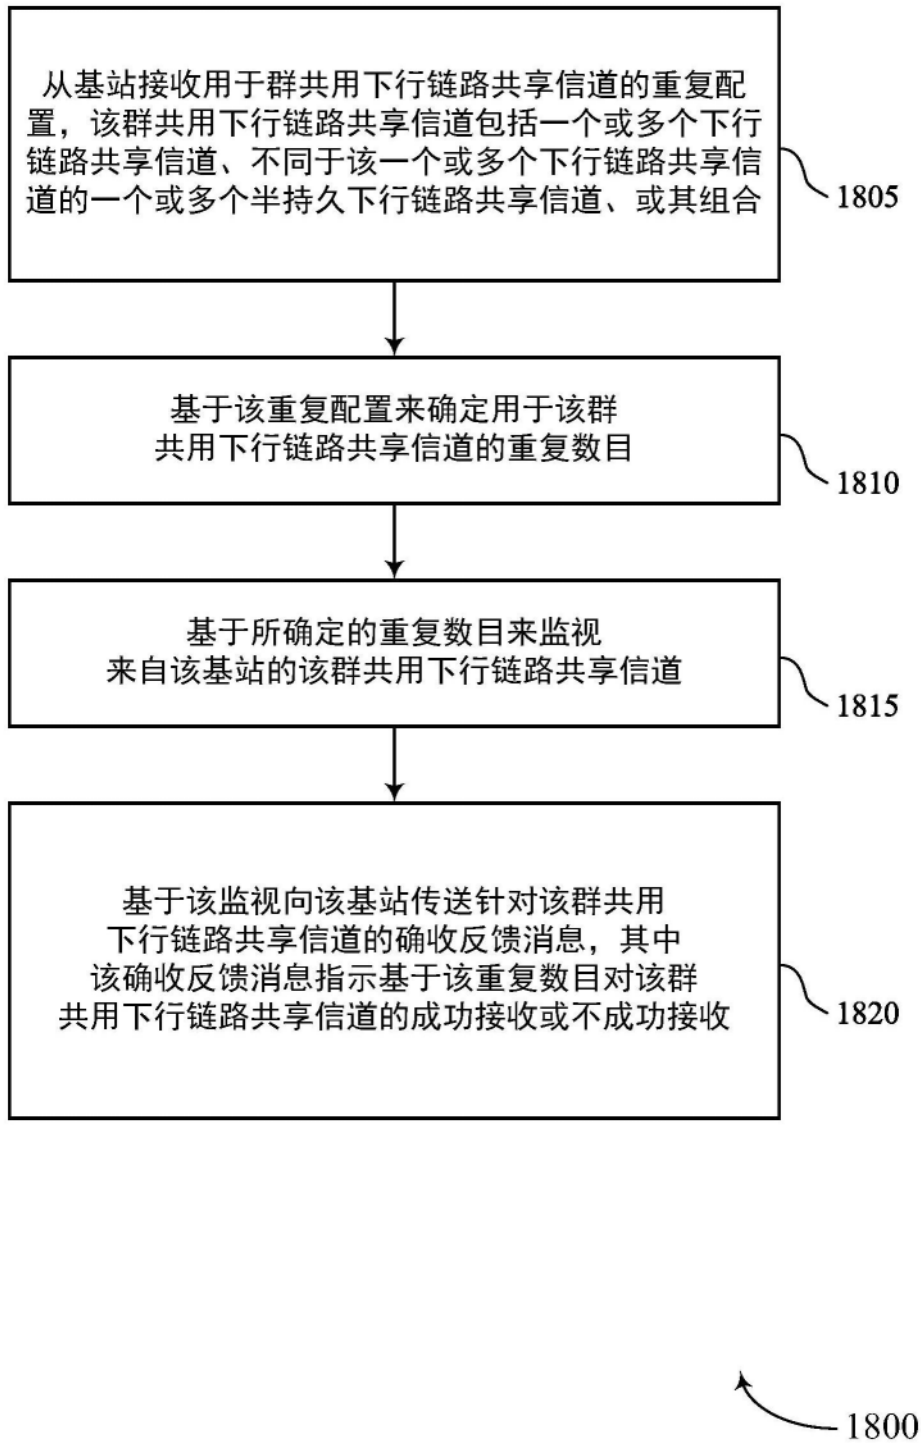 从基站接收用于群共用下行链路共享信道的重复配
置，该群共用下行链路共享信道包括一个或多个下行
链路共享信道、不同于该一个或多个下行链路共享信
道的一个或多个半持久下行链路共享信道、或其组合
1805
基于该重复配置来确定用于该群
共用下行链路共享信道的重复数目
1810
基于所确定的重复数目来监视
来自该基站的该群共用下行链路共享信道
1815
基于该监视向该基站传送针对该群共用
下行链路共享信道的确收反馈消息，其中
该确收反馈消息指示基于该重复数目对该群
共用下行链路共享信道的成功接收或不成功接收
1820
1800